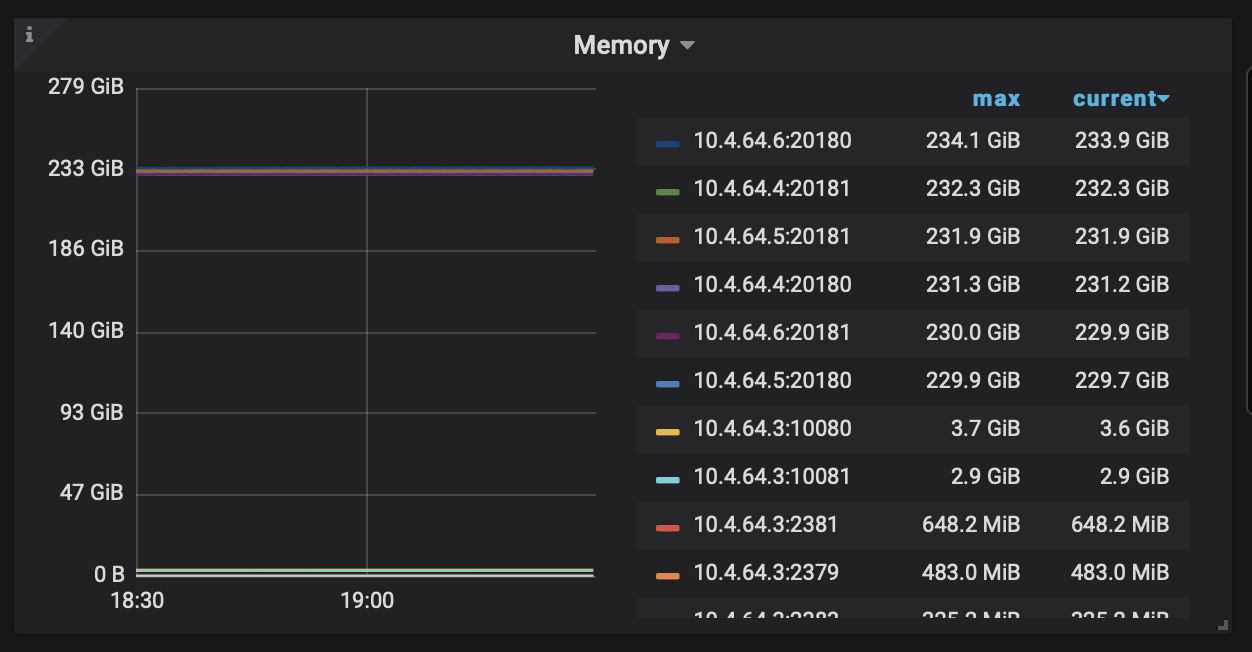 i
Memory
279 GiB
233 GiB
186 GiB
140 GiB
93 GiB
47 GiB
0 B
18:30 19:00
max current
10.4.64.6:20180 234.1 GiB 233.9 GiB
10.4.64.4:20181 232.3 GiB 232.3 GiB
10.4.64.5:20181 231.9 GiB 231.9 GiB
10.4.64.4:20180 231.3 GiB 231.2 GiB
10.4.64.6:20181 230.0 GiB 229.9 GiB
10.4.64.5:20180 229.9 GiB 229.7 GiB
10.4.64.3:10080 3.7 GiB 3.6 GiB
10.4.64.3:10081 2.9 GiB 2.9 GiB
10.4.64.3:2381 648.2 MiB 648.2 MiB
10.4.64.3:2379 483.0 MiB 483.0 MiB